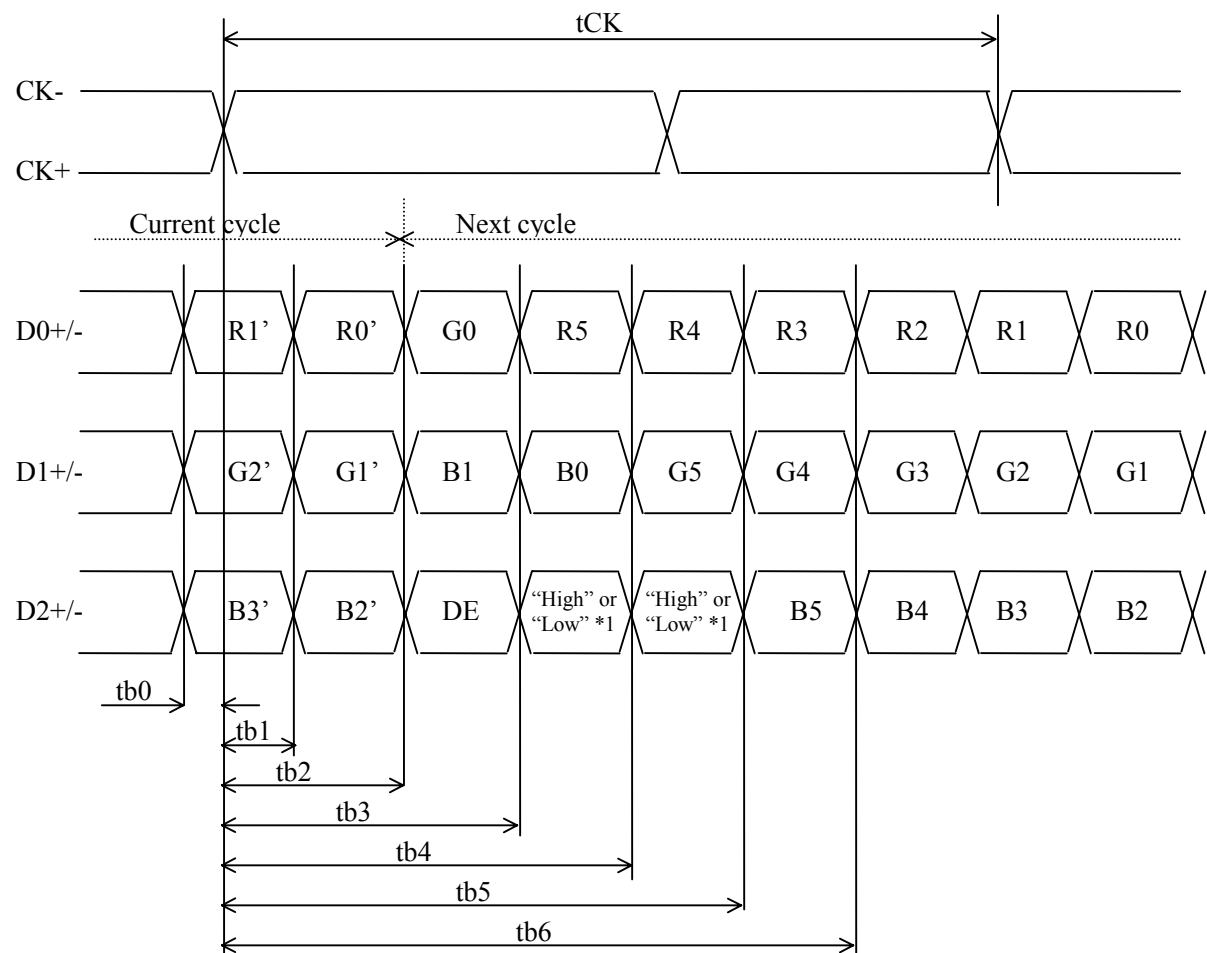 tCK
CK-
CK+
Current cycle Next cycle
D0+/- R1’ R0’ G0 R5 R4 R3 R2 R1 R0
D1+/- G2’ G1’ B1 B0 G5 G4 G3 G2 G1
D2+/- B3’ B2’ DE “High” or “Low” *1 “High” or “Low” *1 B5 B4 B3 B2
tb0
tb1
tb2
tb3
tb4
tb5
tb6